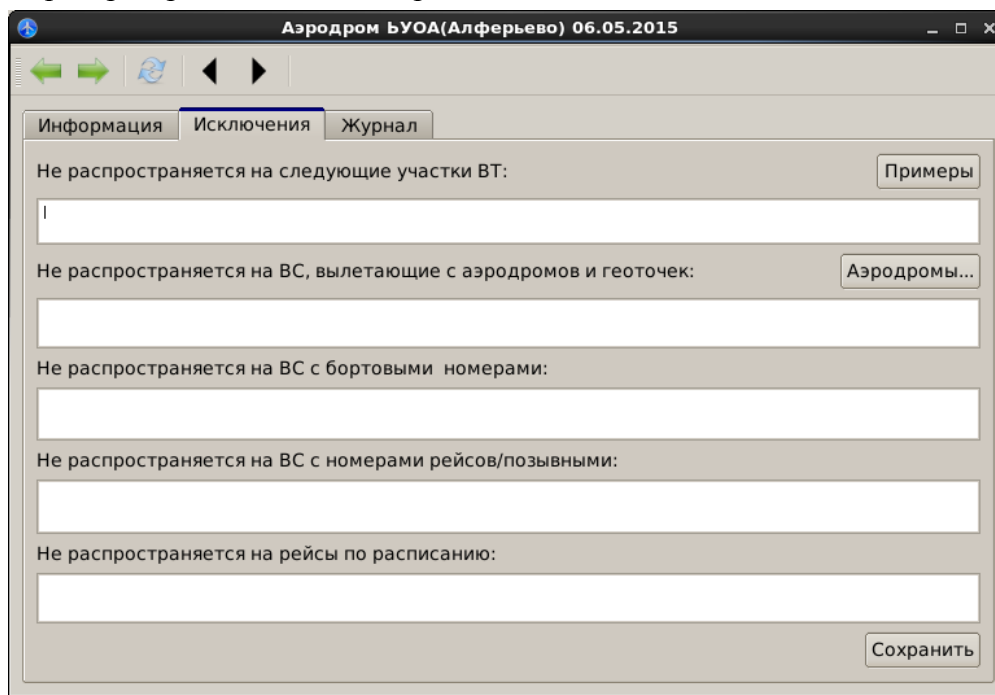 Аэродром ЬУОА(Алферьево) 06.05.2015
Информация Исключения Журнал
Не распространяется на следующие участки ВТ: Примеры
Не распространяется на ВС, вылетающие с аэродромов и геоточек: Аэродромы...
Не распространяется на ВС с бортовыми номерами:
Не распространяется на ВС с номерами рейсов/позывными:
Не распространяется на рейсы по расписанию:
Сохранить